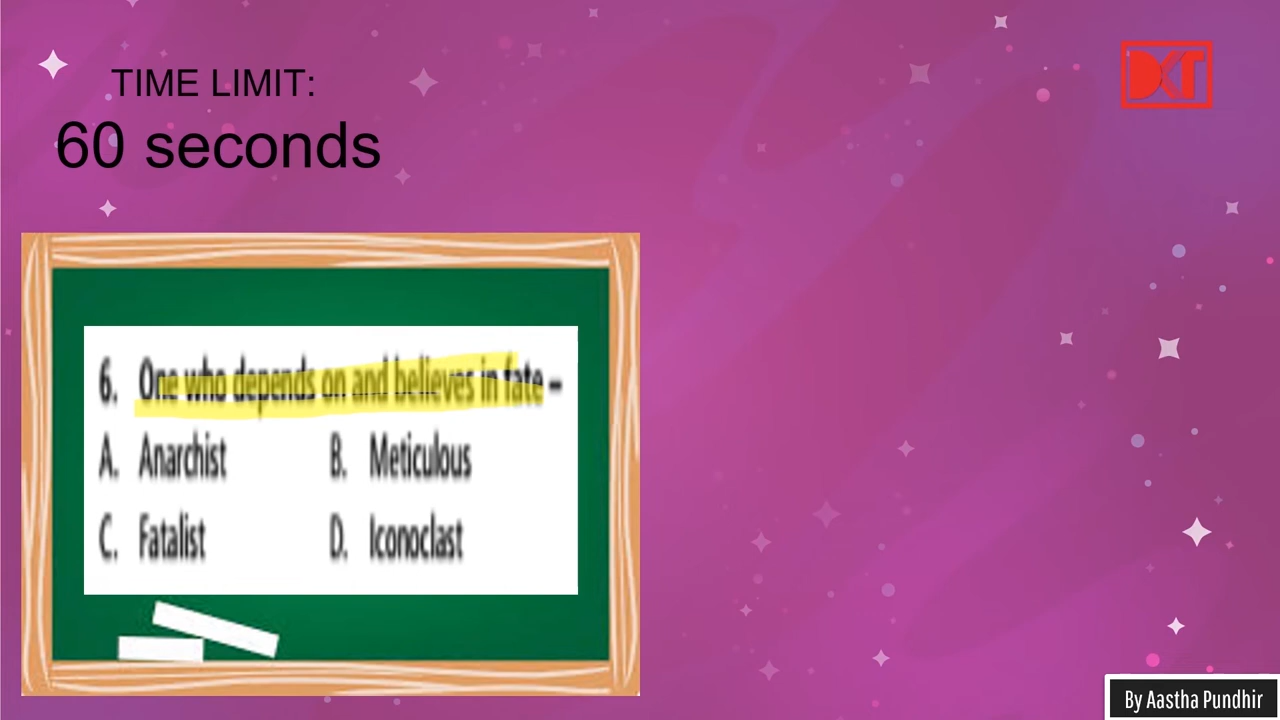 TIME LIMIT:
60 seconds
DKT
6. One who depends on and believes in fate –
A. Anarchist B. Meticulous
C. Fatalist D. Iconoclast
By Aastha Pundhir